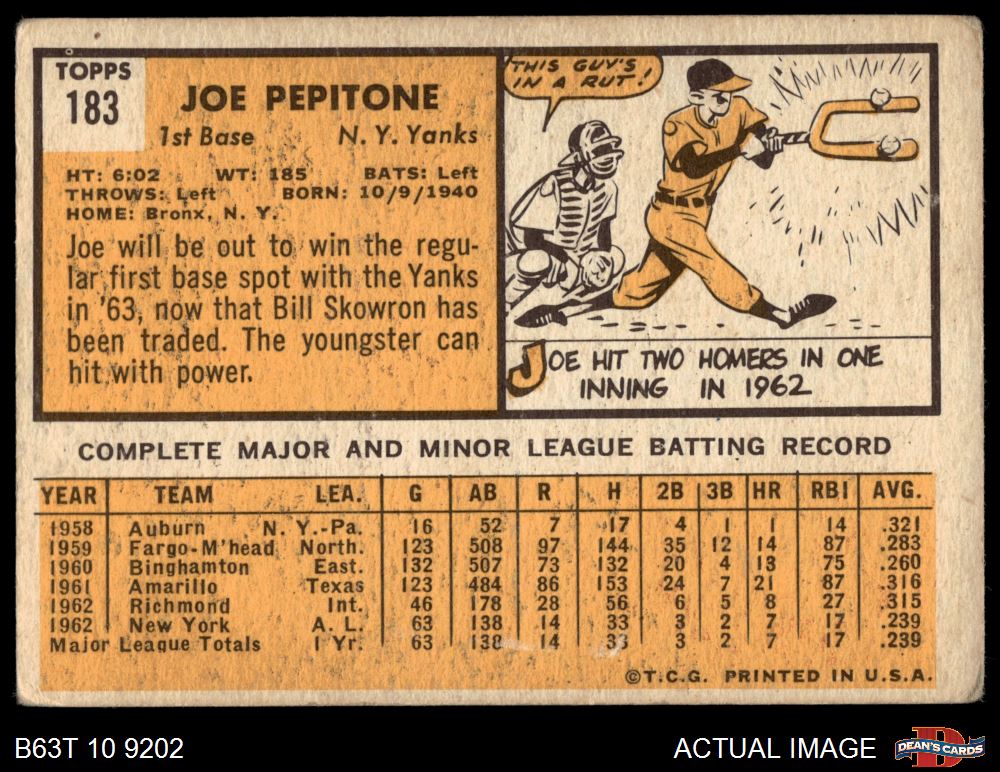 TOPPS
183
JOE PEPITONE
1st Base N. Y. Yanks
HT: 6:02 WT: 185 BATS: Left
THROWS: Left BORN: 10/9/1940
HOME: Bronx, N. Y.
Joe will be out to win the regu-
lar first base spot with the Yanks
in '63, now that Bill Skowron has
been traded. The youngster can
hit with power.
THIS GUY'S
IN A RUT!
JOE HIT TWO HOMERS IN ONE
INNING IN 1962
COMPLETE MAJOR AND MINOR LEAGUE BATTING RECORD
YEAR TEAM LEA. G AB R H 2B 3B HR RBI AVG.
1958 Auburn N. Y.-Pa. 16 52 7 17 4 1 1 14 .321
1959 Fargo-M'head North. 123 508 97 144 35 12 14 87 .283
1960 Binghamton East. 132 507 73 132 20 4 13 75 .260
1961 Amarillo Texas 123 484 86 153 24 7 21 87 .316
1962 Richmond Int. 46 178 28 56 6 5 8 27 .315
1962 New York A. L. 63 138 14 33 3 2 7 17 .239
Major League Totals 1 Yr. 63 138 14 33 3 2 7 17 .239
©T.C.G. PRINTED IN U.S.A.
B63T 10 9202
ACTUAL IMAGE
D
DEAN'S CARDS